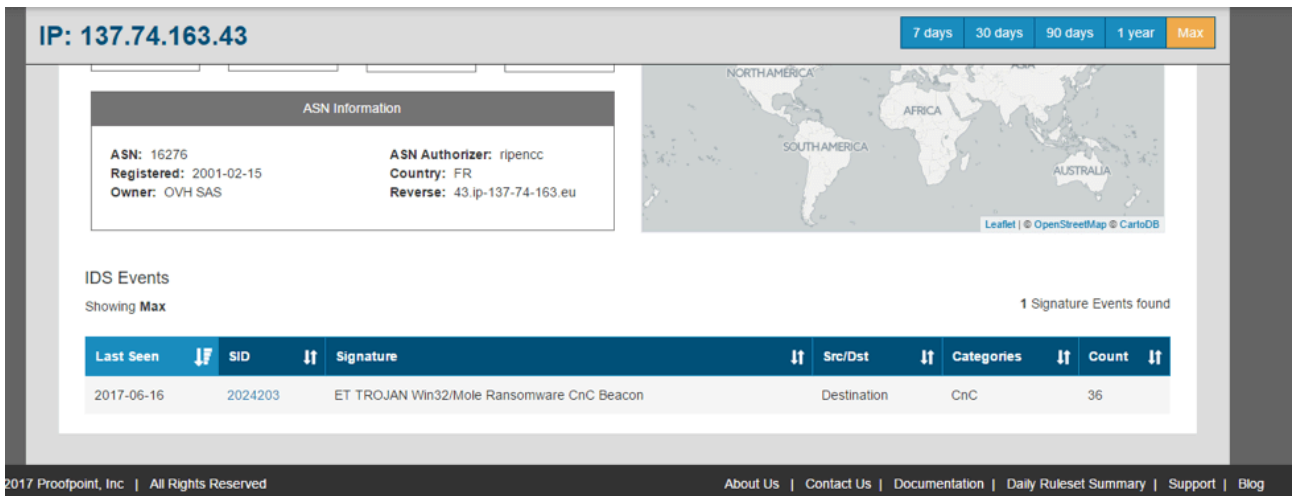 IP: 137.74.163.43
7 days 30 days 90 days 1 year Max
NORTH AMERICA
ASIA
AFRICA
SOUTH AMERICA
AUSTRALIA
Leaflet | © OpenStreetMap © CartoDB
ASN Information
ASN: 16276 ASN Authorizer: ripencc
Registered: 2001-02-15 Country: FR
Owner: OVH SAS Reverse: 43.ip-137-74-163.eu
IDS Events
Showing Max 1 Signature Events found
Last Seen SID Signature Src/Dst Categories Count
2017-06-16 2024203 ET TROJAN Win32/Mole Ransomware CnC Beacon Destination CnC 36
2017 Proofpoint, Inc | All Rights Reserved About Us | Contact Us | Documentation | Daily Ruleset Summary | Support | Blog